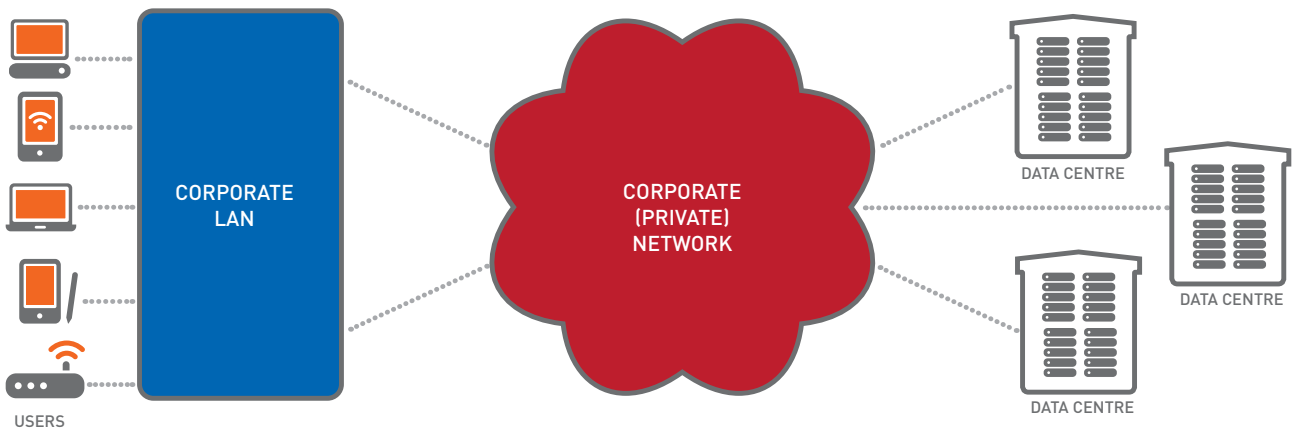 USERS
CORPORATE
LAN
CORPORATE
(PRIVATE)
NETWORK
DATA CENTRE
DATA CENTRE
DATA CENTRE